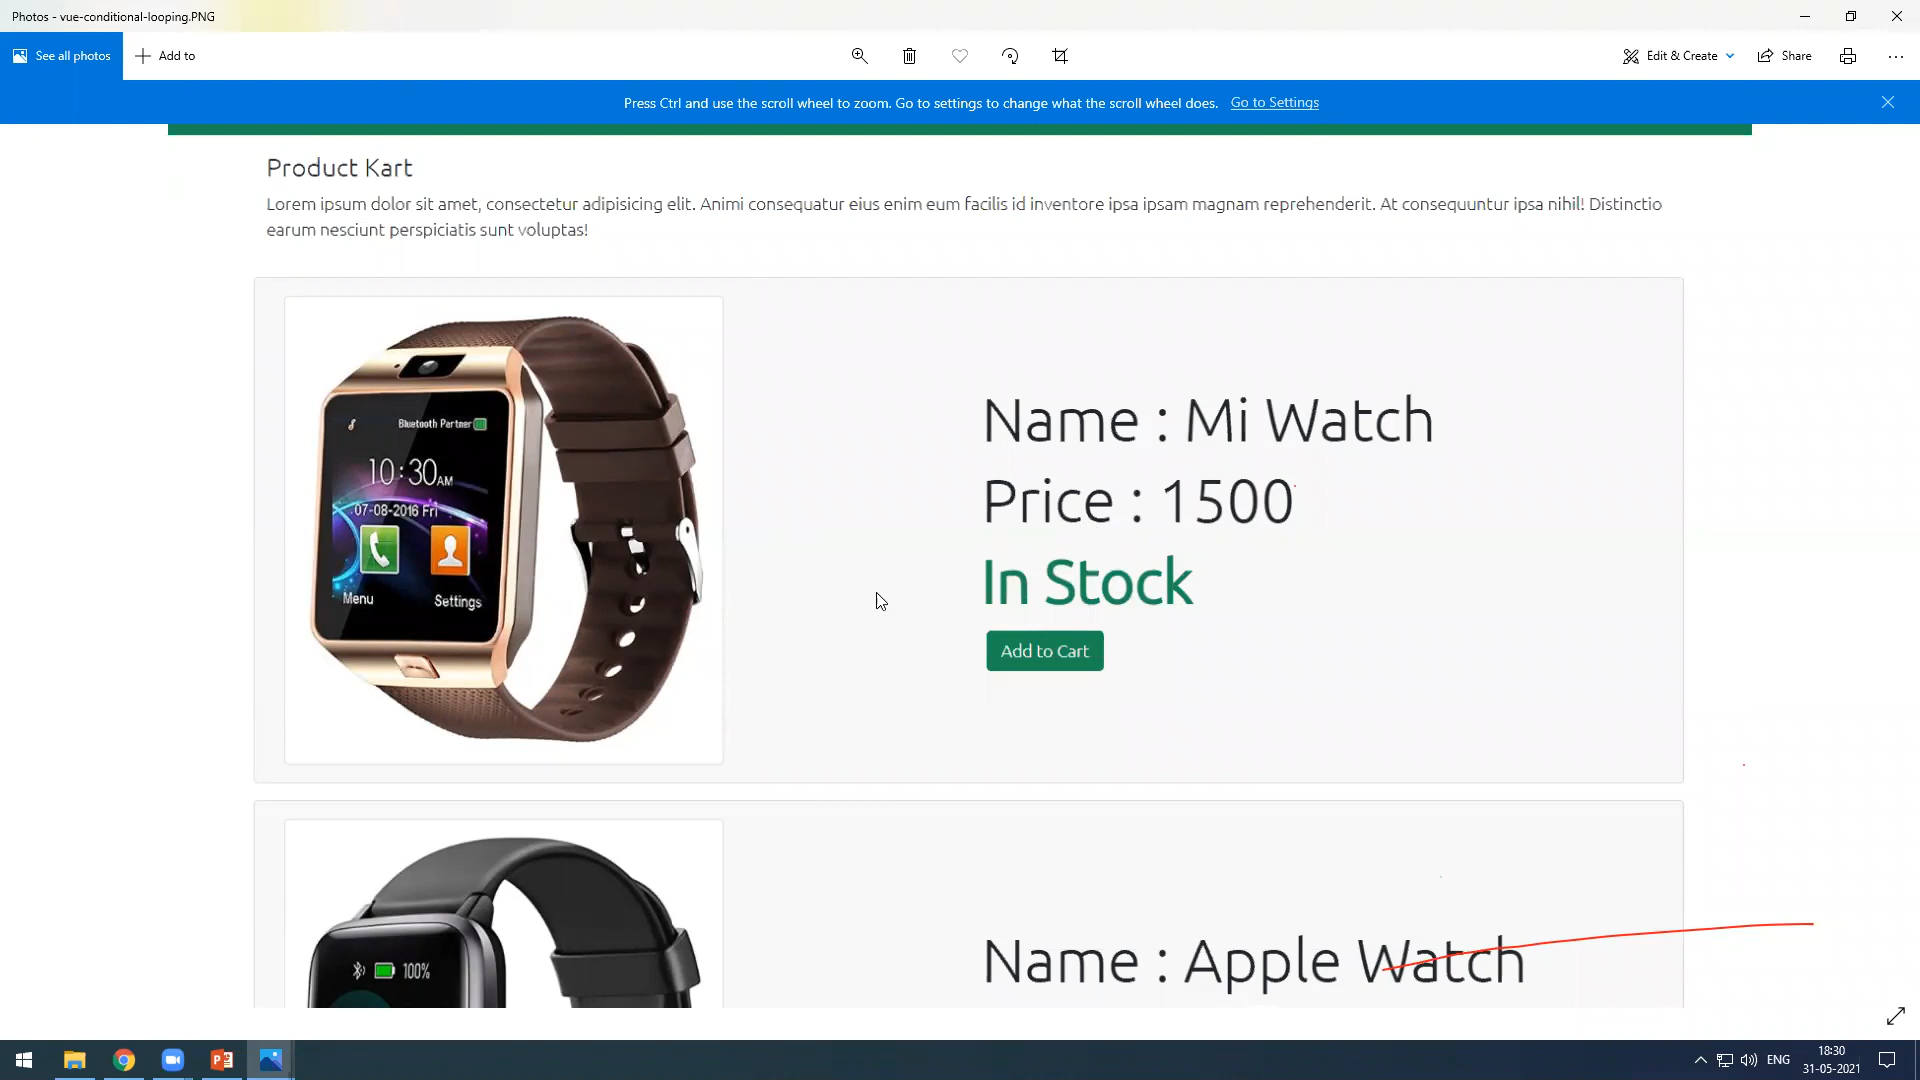 Photos - vue-conditional-looping.PNG
See all photos
Add to
Edit & Create
Share
Press Ctrl and use the scroll wheel to zoom. Go to settings to change what the scroll wheel does. Go to Settings
Product Kart
Lorem ipsum dolor sit amet, consectetur adipisicing elit. Animi consequatur eius enim eum facilis id inventore ipsa ipsam magnam reprehenderit. At consequuntur ipsa nihil! Distinctio
earum nesciunt perspiciatis sunt voluptas!
Bluetooth Partner
10:30AM
07-08-2016 Fri
Menu
Settings
Name : Mi Watch
Price : 1500
In Stock
Add to Cart
100%
Name : Apple Watch
ENG
18:30
31-05-2021